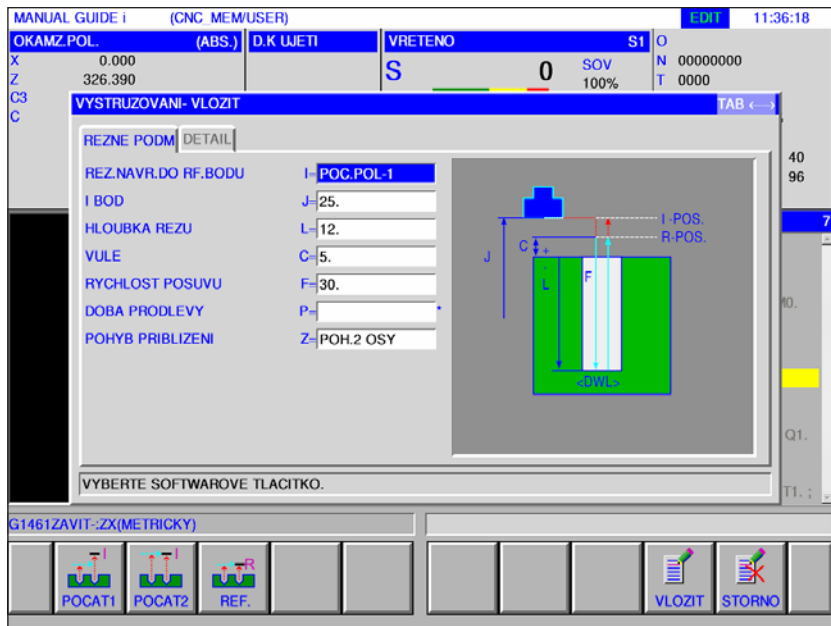 MANUAL GUIDE i (CNC_MEM/USER) EDIT 11:36:18
OKAMZ.POL. (ABS.) D.K UJETI VRETENO S1 O
X 0.000
Z 326.390
C3
C
S 0 SOV
100%
N 00000000
T 0000
VYSTRUZOVANI- VLOZIT TAB ←→
REZNE PODM DETAIL
REZ.NAVR.DO RF.BODU I= POC.POL-1
I BOD J= 25.
HLOUBKA REZU L= 12.
VULE C= 5.
RYCHLOST POSUVU F= 30.
DOBA PRODLEVY P= *
POHYB PRIBLIZENI Z= POH.2 OSY
I-POS.
R-POS.
C
+
-
J
L
F
<DWL>
40
96
7
M0.
Q1.
T1. ;
VYBERTE SOFTWAROVE TLACITKO.
G1461ZAVIT-:ZX(METRICKY)
I
I
R
POCAT1 POCAT2 REF. VLOZIT STORNO